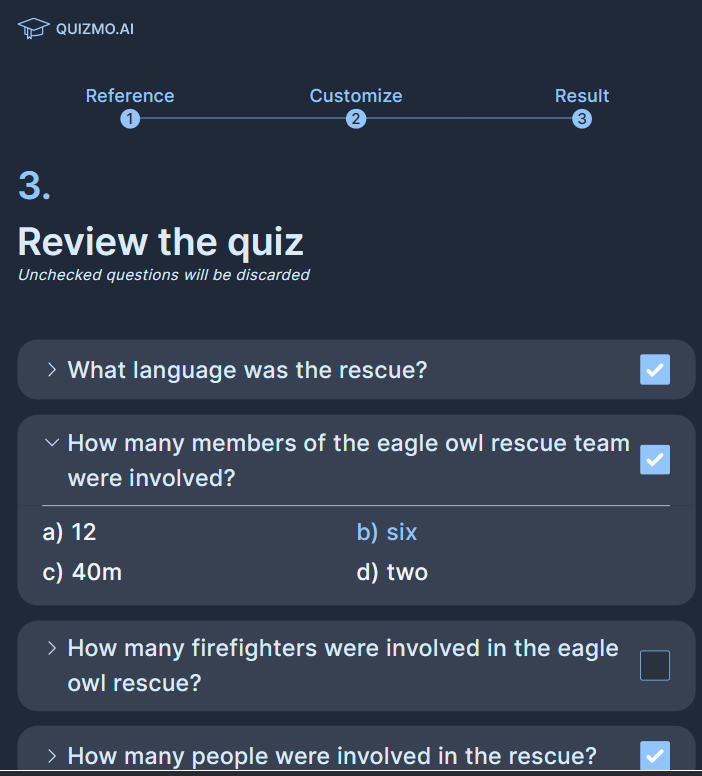 QUIZMO.AI
Reference Customize Result
1 2 3
3.
Review the quiz
Unchecked questions will be discarded
What language was the rescue?
How many members of the eagle owl rescue team
were involved?
a) 12 b) six
c) 40m d) two
How many firefighters were involved in the eagle
owl rescue?
How many people were involved in the rescue?